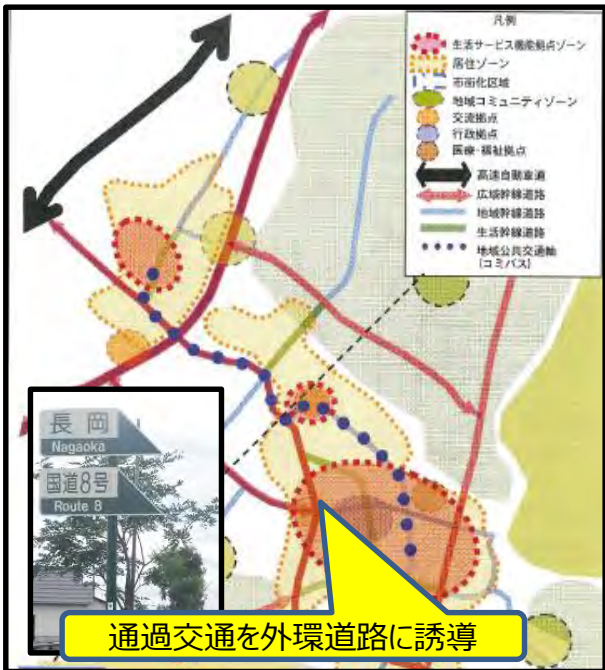 凡例
生活サービス機能拠点ゾーン
居住ゾーン
市街化区域
地域コミュニティゾーン
交流拠点
行政拠点
医療・福祉拠点
高速自動車道
広域幹線道路
地域幹線道路
生活幹線道路
地域公共交通軸
(コミバス)
長岡
Nagaoka
国道8号
Route 8
通過交通を外環道路に誘導